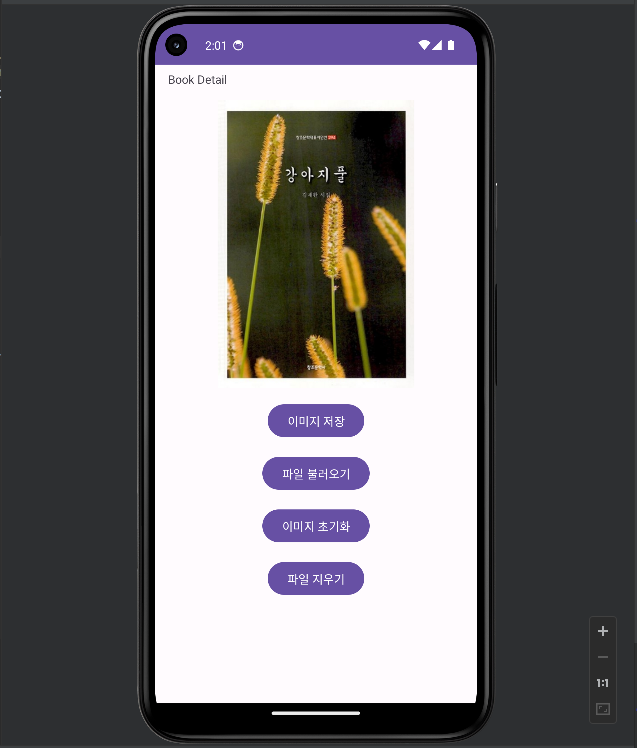 2:01
Book Detail
강아지풀
이미지 저장
파일 불러오기
이미지 초기화
파일 지우기
1:1